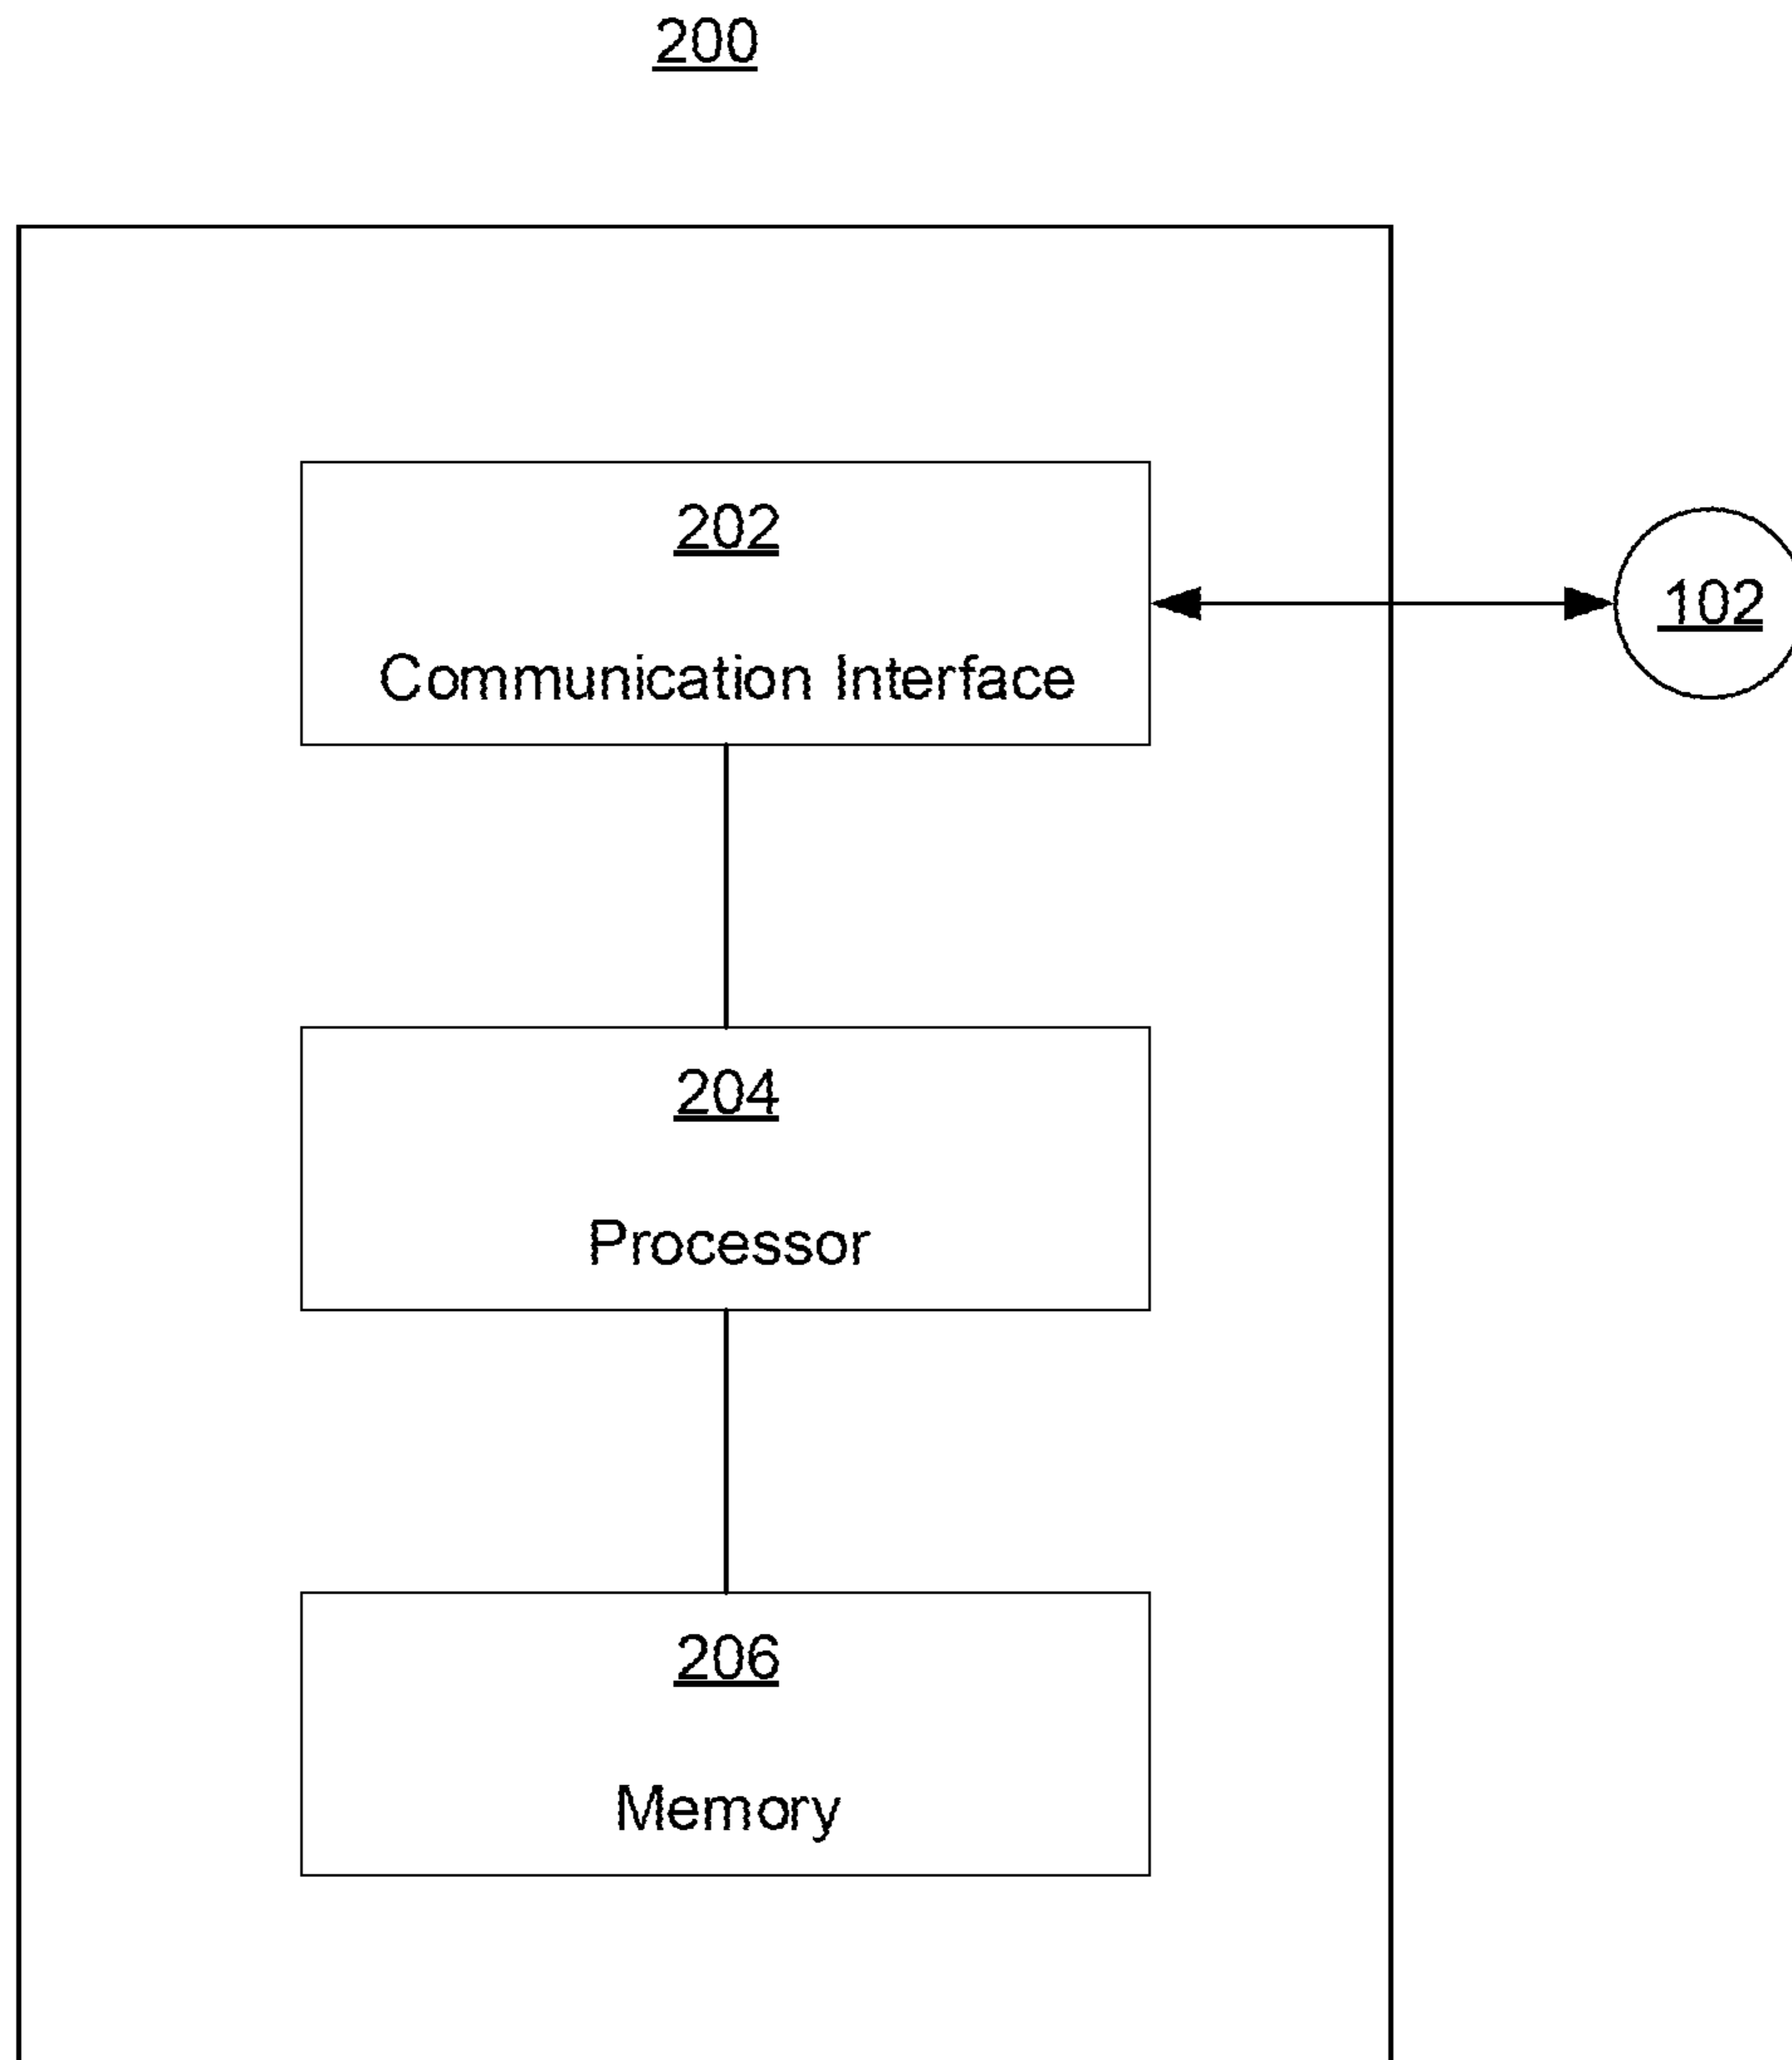 200
202
Communication Interface
102
204
Processor
206
Memory